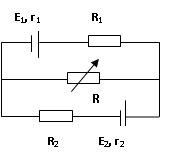 E₁, r₁ R₁
R
R₂ E₂, r₂